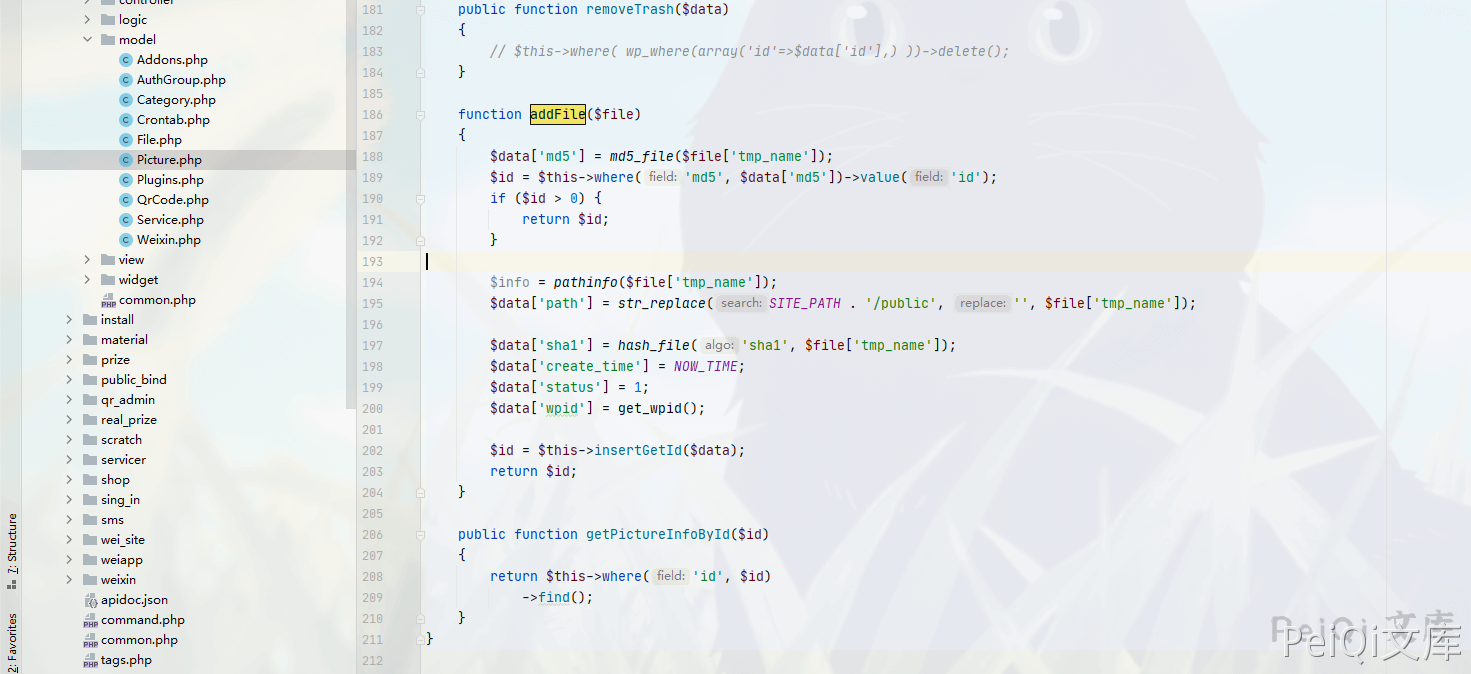 controller
logic
model
Addons.php
AuthGroup.php
Category.php
Crontab.php
File.php
Picture.php
Plugins.php
QrCode.php
Service.php
Weixin.php
view
widget
common.php
install
material
prize
public_bind
qr_admin
real_prize
scratch
servicer
shop
sing_in
sms
wei_site
weiapp
weixin
apidoc.json
command.php
common.php
tags.php
7: Structure
2: Favorites
181 public function removeTrash($data)
182 {
183 // $this->where( wp_where(array('id'=>$data['id'],) ))->delete();
184 }
185
186 function addFile($file)
187 {
188 $data['md5'] = md5_file($file['tmp_name']);
189 $id = $this->where( field: 'md5', $data['md5'])->value( field: 'id');
190 if ($id > 0) {
191 return $id;
192 }
193
194 $info = pathinfo($file['tmp_name']);
195 $data['path'] = str_replace( search: SITE_PATH . '/public', replace: '', $file['tmp_name']);
196
197 $data['sha1'] = hash_file( algo: 'sha1', $file['tmp_name']);
198 $data['create_time'] = NOW_TIME;
199 $data['status'] = 1;
200 $data['wpid'] = get_wpid();
201
202 $id = $this->insertGetId($data);
203 return $id;
204 }
205
206 public function getPictureInfoById($id)
207 {
208 return $this->where( field: 'id', $id)
209 ->find();
210 }
211 }
212
PeiQi文库
PeiQi文库